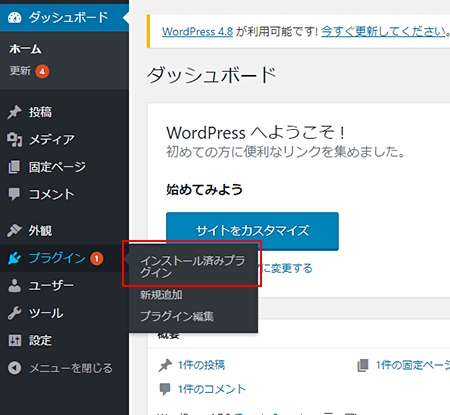 ダッシュボード
ホーム
更新 4
投稿
メディア
固定ページ
コメント
外観
プラグイン 1
ユーザー
ツール
設定
メニューを閉じる
インストール済みプラ
グイン
新規追加
プラグイン編集
WordPress 4.8 が利用可能です! 今すぐ更新してください。
ダッシュボード
WordPress へようこそ !
初めての方に便利なリンクを集めました。
始めてみよう
サイトをカスタマイズ
に変更する
概要
1件の投稿
1件の固定ペー
1件のコメント